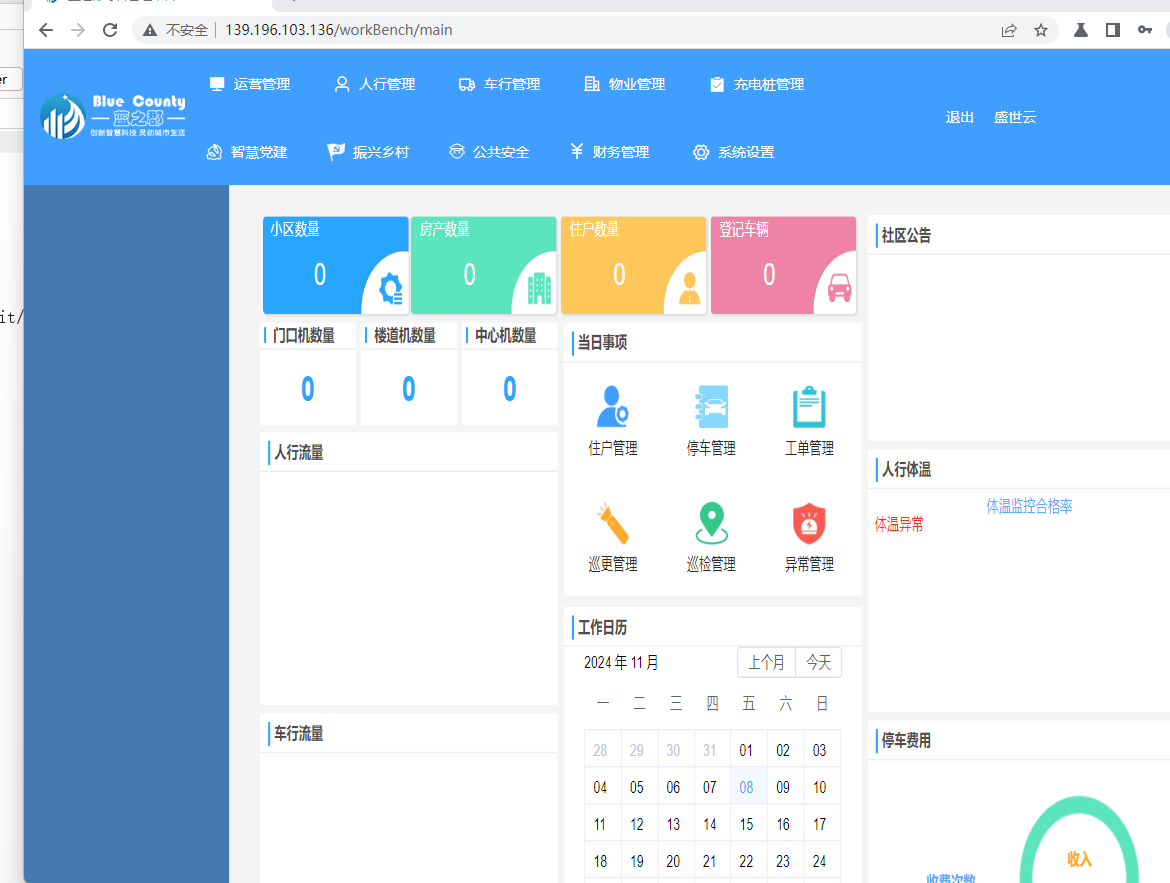 er
不安全
139.196.103.136/workBench/main
Blue County
蓝之郡
创新智慧科技 灵动城市生活
运营管理
人行管理
车行管理
物业管理
充电桩管理
智慧党建
振兴乡村
公共安全
财务管理
系统设置
退出
盛世云
it/
小区数量
0
房产数量
0
住户数量
0
登记车辆
0
门口机数量
0
楼道机数量
0
中心机数量
0
人行流量
车行流量
当日事项
住户管理
停车管理
工单管理
巡更管理
巡检管理
异常管理
工作日历
2024 年 11 月
上个月
今天
一 二 三 四 五 六 日
28 29 30 31 01 02 03
04 05 06 07 08 09 10
11 12 13 14 15 16 17
18 19 20 21 22 23 24
社区公告
人行体温
体温监控合格率
体温异常
停车费用
收入
收费次数